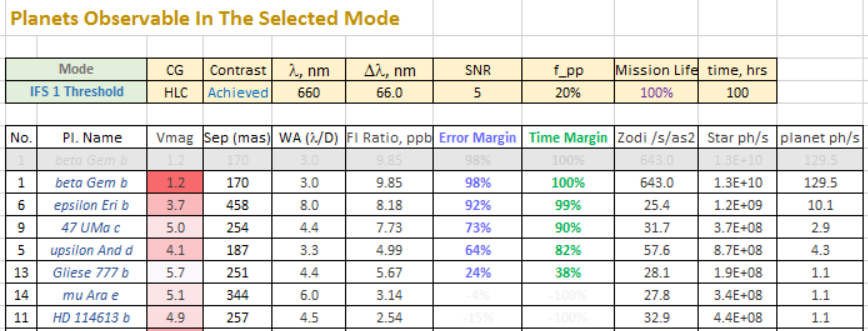 Planets Observable In The Selected Mode
Mode CG Contrast λ, nm Δλ, nm SNR f_pp Mission Life time, hrs
IFS 1 Threshold HLC Achieved 660 66.0 5 20% 100% 100
No. Pl. Name Vmag Sep (mas) WA (λ/D) Fl Ratio, ppb Error Margin Time Margin Zodi /s/as2 Star ph/s planet ph/s
1 beta Gem b 1.2 170 3.0 9.85 98% 100% 643.0 1.3E+10 129.5
1 beta Gem b 1.2 170 3.0 9.85 98% 100% 643.0 1.3E+10 129.5
6 epsilon Eri b 3.7 458 8.0 8.18 92% 99% 25.4 1.2E+09 10.1
9 47 UMa c 5.0 254 4.4 7.73 73% 90% 31.7 3.7E+08 2.9
5 upsilon And d 4.1 187 3.3 4.99 64% 82% 57.6 8.7E+08 4.3
13 Gliese 777 b 5.7 251 4.4 5.67 24% 38% 28.1 1.9E+08 1.1
14 mu Ara e 5.1 344 6.0 3.14 -4% -100% 27.8 3.4E+08 1.1
11 HD 114613 b 4.9 257 4.5 2.54 -15% -100% 32.9 4.4E+08 1.1